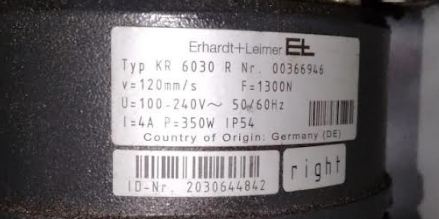 Erhardt+Leimer EL
Typ KR 6030 R Nr. 00366946
v=120mm/s F=1300N
U=100-240V~ 50/60Hz
I=4A P=350W IP54
Country of Origin: Germany (DE)
right
ID-Nr. 2030644842